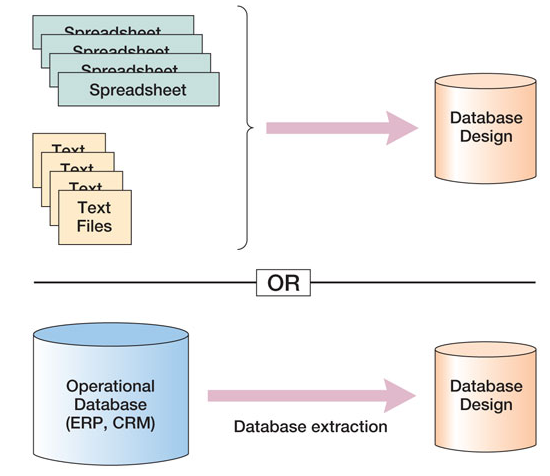 Spreadsheet
Spreadsheet
Spreadsheet
Spreadsheet
Text
Text
Text
Text
Files
Database
Design
OR
Operational
Database
(ERP, CRM)
Database extraction
Database
Design